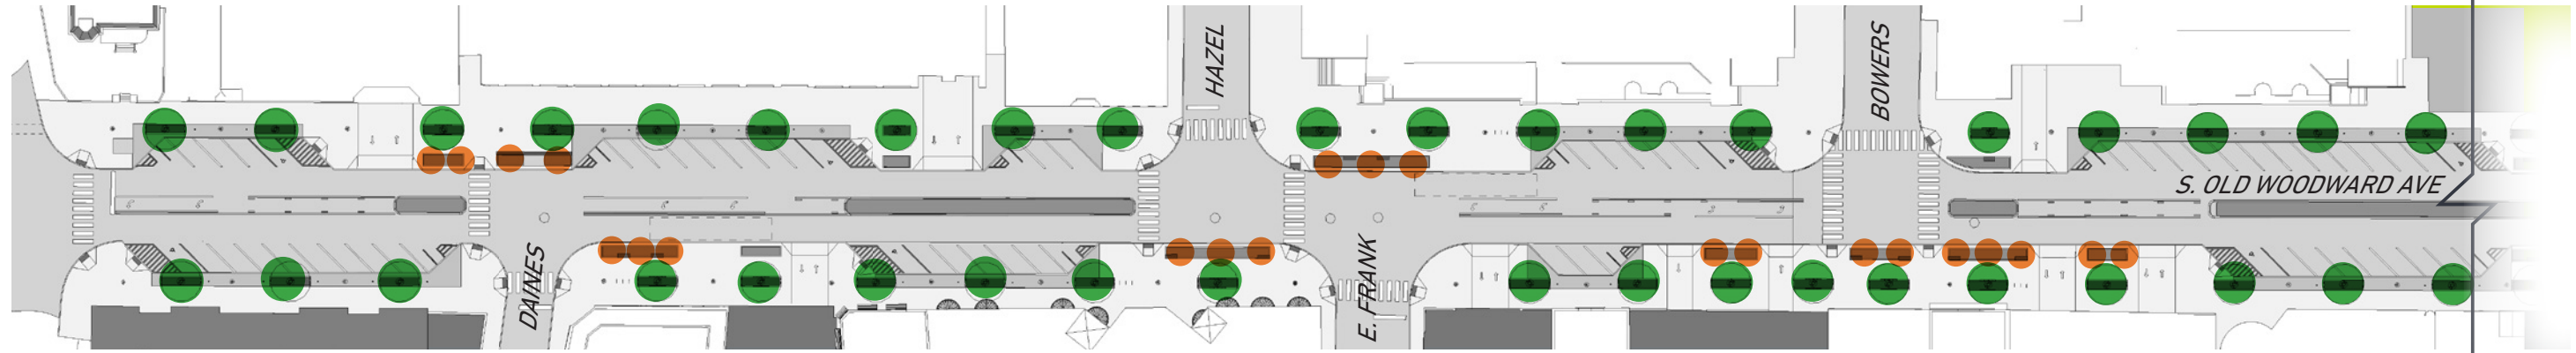 HAZEL
BOWERS
S. OLD WOODWARD AVE
DAINES
E. FRANK